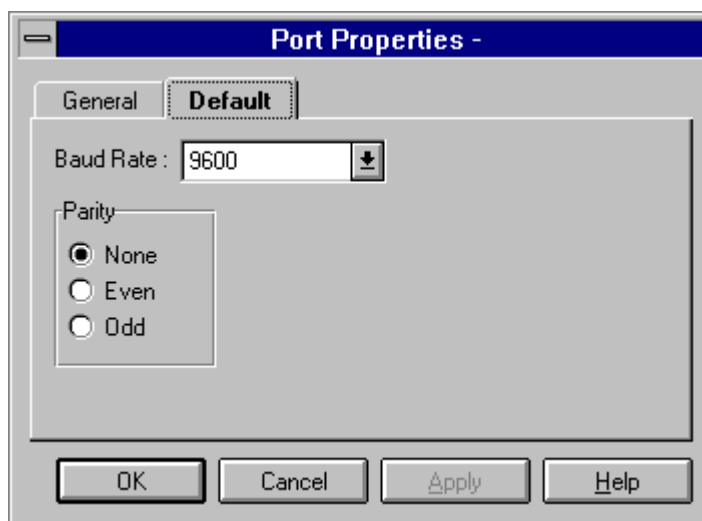 Port Properties -
General Default
Baud Rate : 9600
Parity
None
Even
Odd
OK Cancel Apply Help